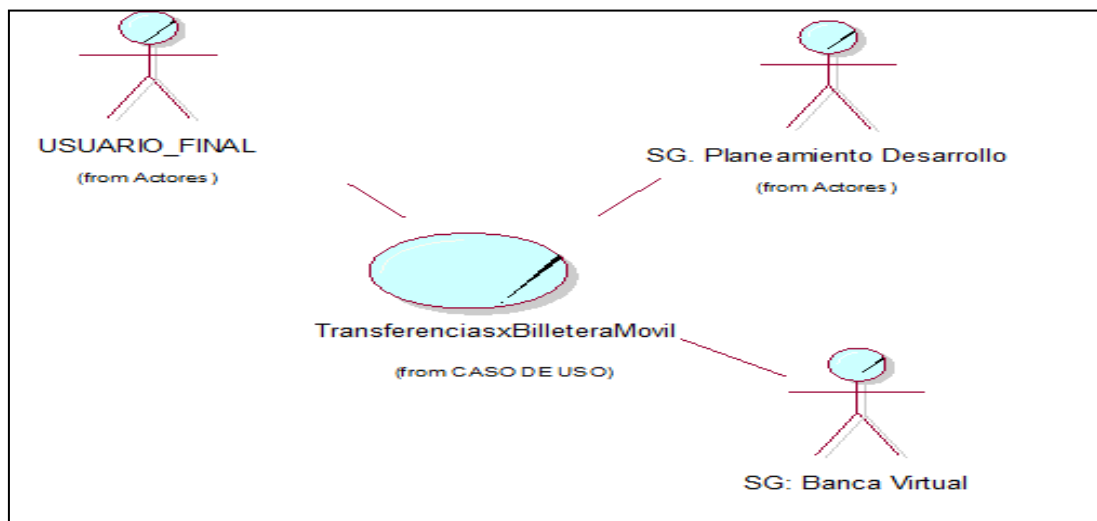 USUARIO_FINAL
(from Actores)
SG. Planeamiento Desarrollo
(from Actores)
TransferenciasxBilleteraMovil
(from CASO DE USO)
SG: Banca Virtual